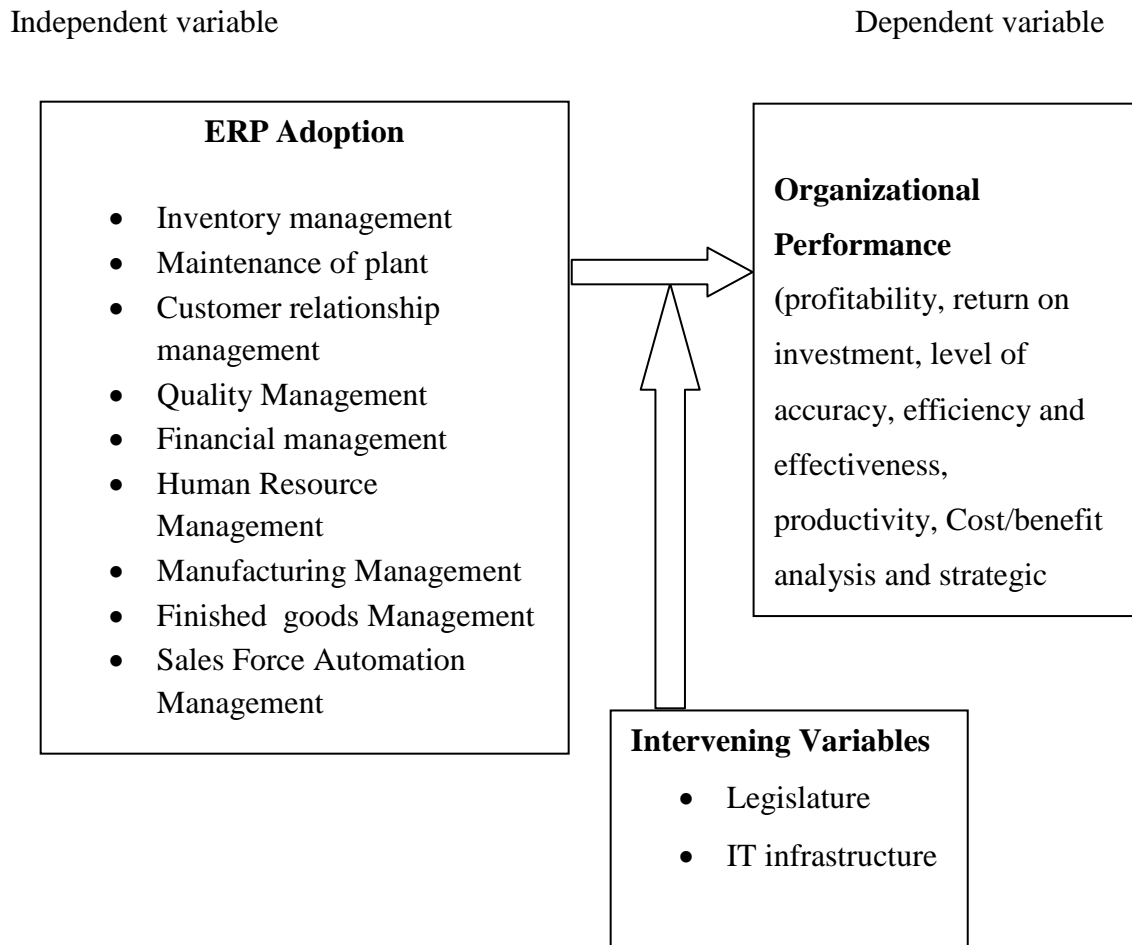 Independent variable
Dependent variable
ERP Adoption
• Inventory management
• Maintenance of plant
• Customer relationship
management
• Quality Management
• Financial management
• Human Resource
Management
• Manufacturing Management
• Finished goods Management
• Sales Force Automation
Management
Organizational
Performance
(profitability, return on
investment, level of
accuracy, efficiency and
effectiveness,
productivity, Cost/benefit
analysis and strategic
Intervening Variables
• Legislature
• IT infrastructure